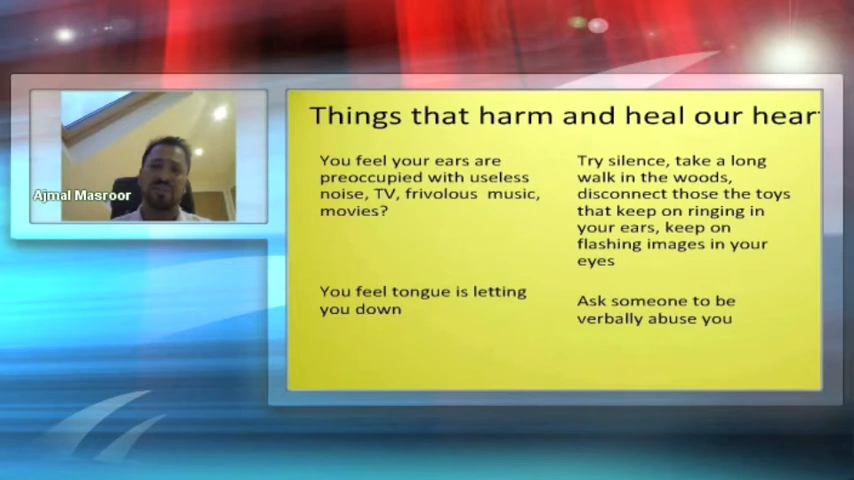 Ajmal Masroor
Things that harm and heal our hear
You feel your ears are
preoccupied with useless
noise, TV, frivolous music,
movies?
Try silence, take a long
walk in the woods,
disconnect those the toys
that keep on ringing in
your ears, keep on
flashing images in your
eyes
You feel tongue is letting
you down
Ask someone to be
verbally abuse you